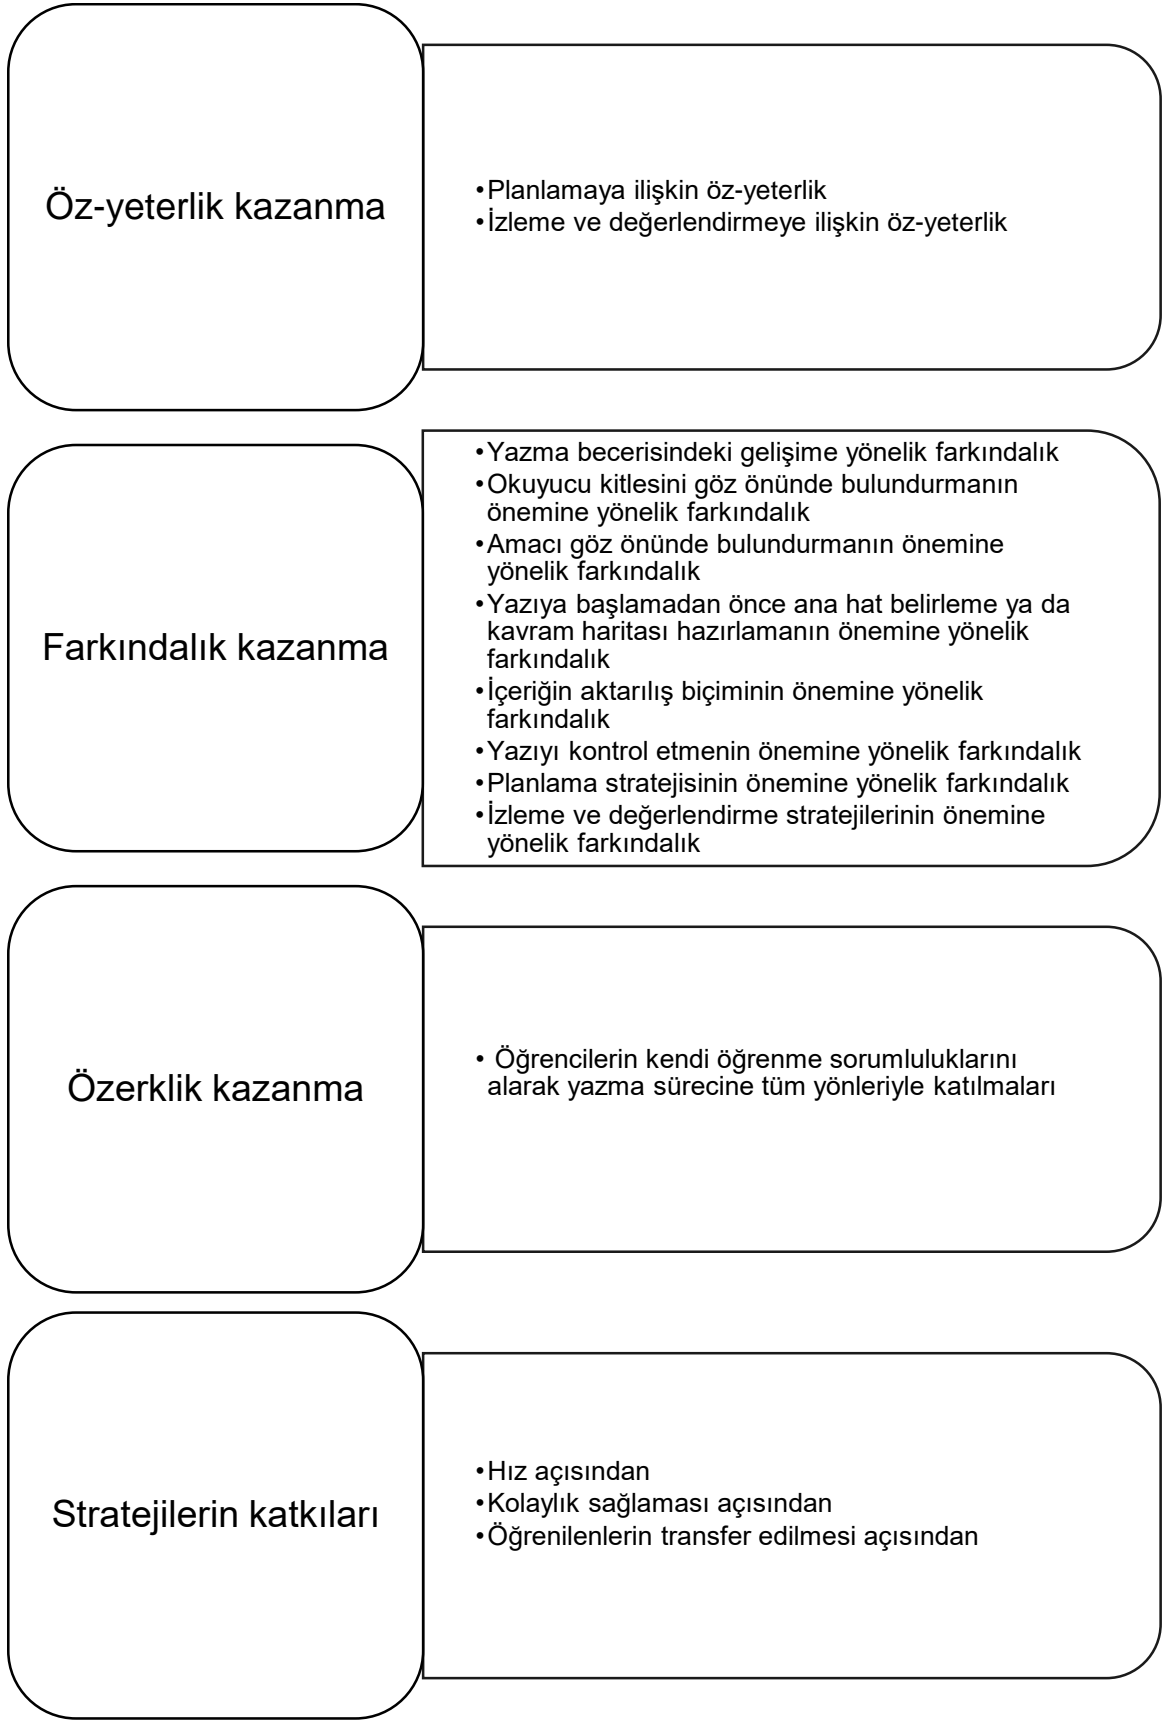 Öz-yeterlik kazanma
•Planlamaya ilişkin öz-yeterlik
•İzleme ve değerlendirmeye ilişkin öz-yeterlik
Farkındalık kazanma
•Yazma becerisindeki gelişime yönelik farkındalık
•Okuyucu kitlesini göz önünde bulundurmanın
önemine yönelik farkındalık
•Amacı göz önünde bulundurmanın önemine
yönelik farkındalık
•Yazıya başlamadan önce ana hat belirleme ya da
kavram haritası hazırlamanın önemine yönelik
farkındalık
•İçeriğin aktarılış biçiminin önemine yönelik
farkındalık
•Yazıyı kontrol etmenin önemine yönelik farkındalık
•Planlama stratejisinin önemine yönelik farkındalık
•İzleme ve değerlendirme stratejilerinin önemine
yönelik farkındalık
Özerklik kazanma
• Öğrencilerin kendi öğrenme sorumluluklarını
alarak yazma sürecine tüm yönleriyle katılmaları
Stratejilerin katkıları
•Hız açısından
•Kolaylık sağlaması açısından
•Öğrenilenlerin transfer edilmesi açısından